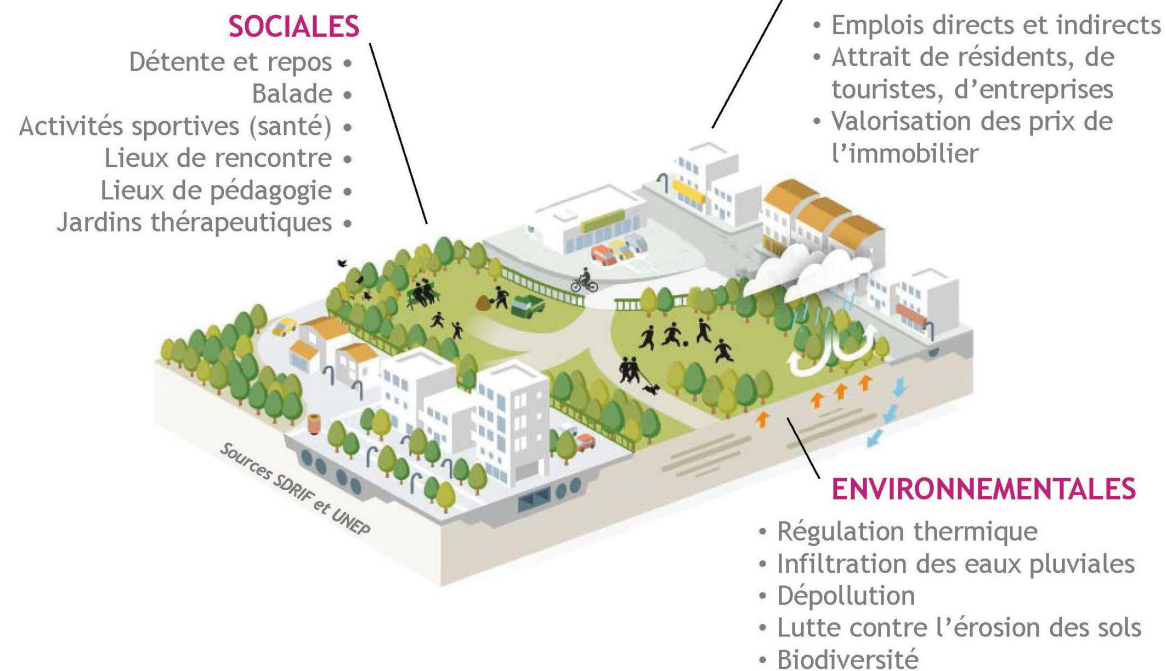 SOCIALES
Détente et repos •
Balade •
Activités sportives (santé) •
Lieux de rencontre •
Lieux de pédagogie •
Jardins thérapeutiques •
• Emplois directs et indirects
• Attrait de résidents, de
touristes, d’entreprises
• Valorisation des prix de
l’immobilier
Sources SDRIF et UNEP
ENVIRONNEMENTALES
• Régulation thermique
• Infiltration des eaux pluviales
• Dépollution
• Lutte contre l’érosion des sols
• Biodiversité